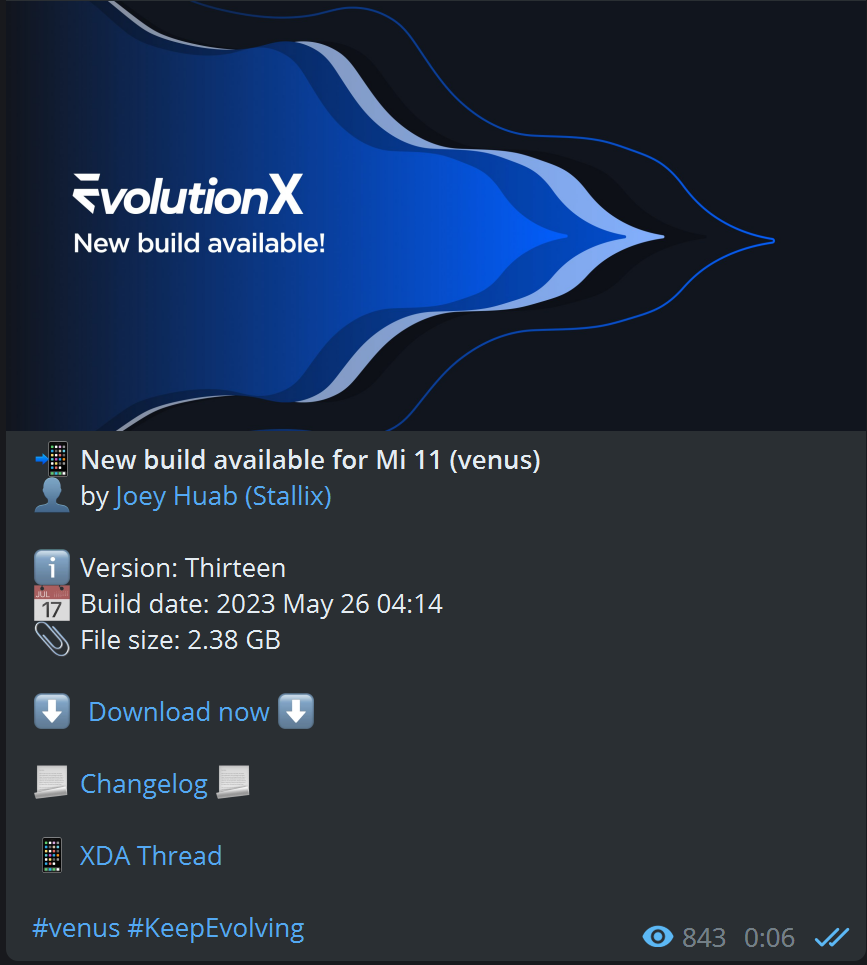 EvolutionX
New build available!
📲 New build available for Mi 11 (venus)
👤 by Joey Huab (Stallix)
ℹ️ Version: Thirteen
📅 Build date: 2023 May 26 04:14
📎 File size: 2.38 GB
⬇️ Download now ⬇️
📃 Changelog 📃
📱 XDA Thread
#venus #KeepEvolving
843 0:06